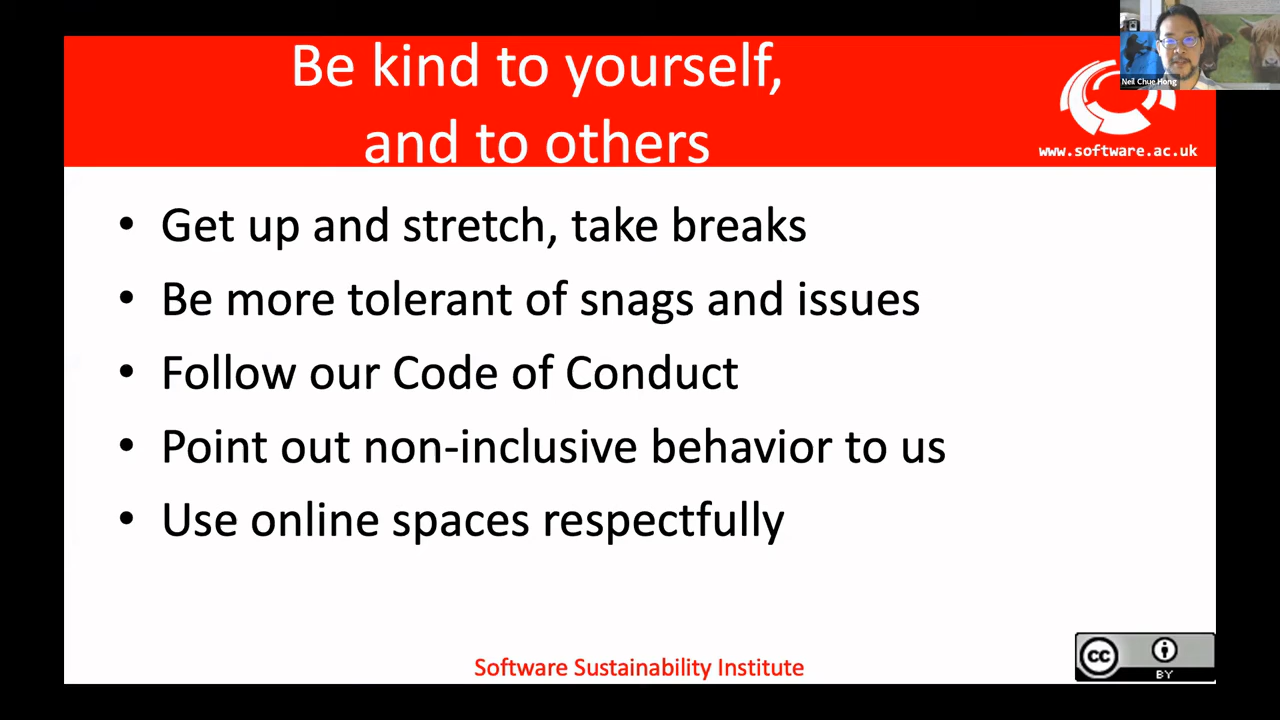 Be kind to yourself,
and to others
Neil Chue Hong
www.software.ac.uk
• Get up and stretch, take breaks
• Be more tolerant of snags and issues
• Follow our Code of Conduct
• Point out non-inclusive behavior to us
• Use online spaces respectfully
Software Sustainability Institute
cc
BY